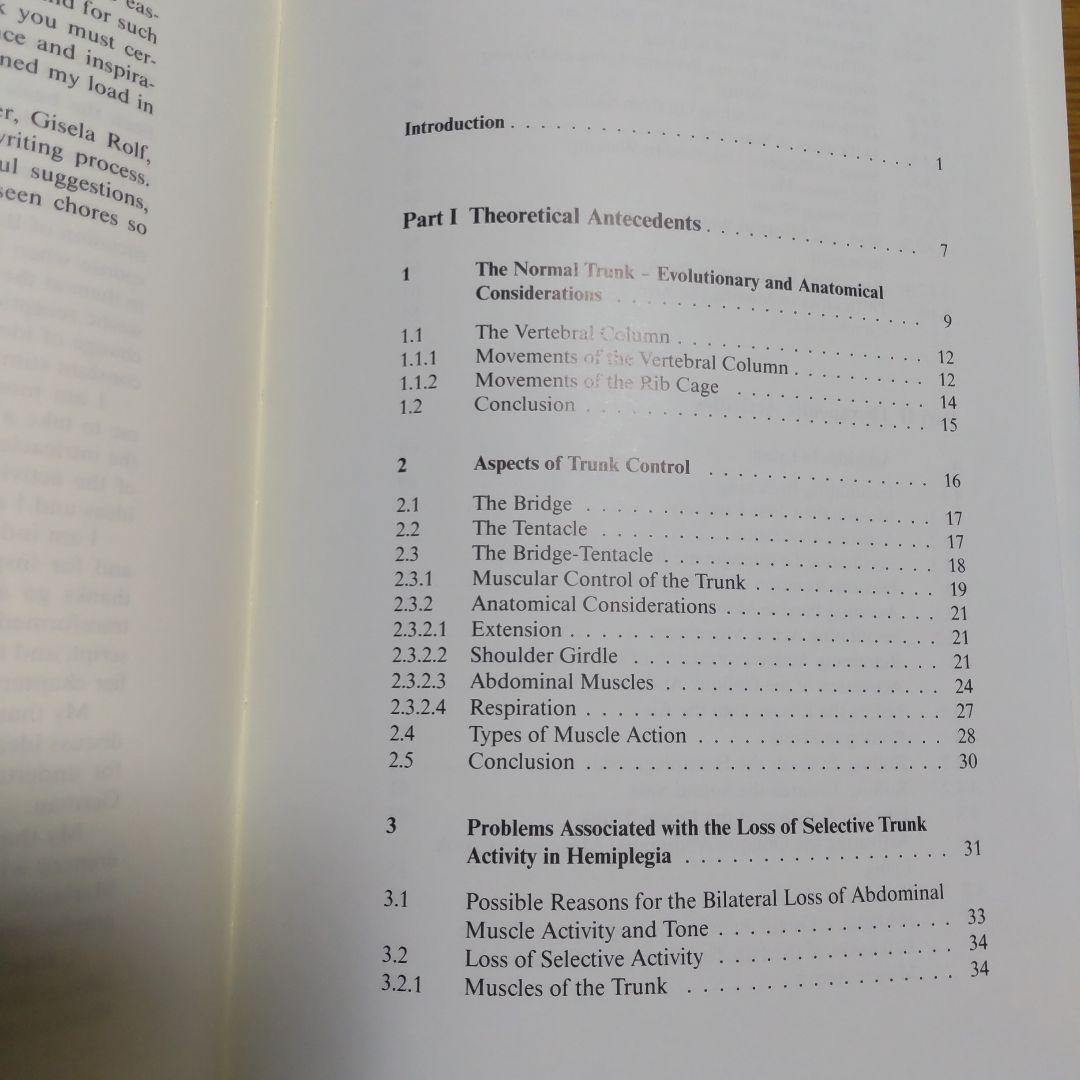 eas-
for such
you must cer-
ce and inspira-
ned my load in
er, Gisela Rolf,
writing process.
ul suggestions,
seen chores so
Introduction . . . . . . . . . . . . . . . . . . . . . . . . . . . 1
Part I Theoretical Antecedents . . . . . . . . . . . . . . 7
1 The Normal Trunk – Evolutionary and Anatomical
Considerations . . . . . . . . . . . . . . . . . . . . 9
1.1 The Vertebral Column . . . . . . . . . . . . . . . . 12
1.1.1 Movements of the Vertebral Column . . . . . . . . 12
1.1.2 Movements of the Rib Cage . . . . . . . . . . . . 14
1.2 Conclusion . . . . . . . . . . . . . . . . . . . . . . 15
2 Aspects of Trunk Control . . . . . . . . . . . . . . 16
2.1 The Bridge . . . . . . . . . . . . . . . . . . . . . . 17
2.2 The Tentacle . . . . . . . . . . . . . . . . . . . . . 17
2.3 The Bridge-Tentacle . . . . . . . . . . . . . . . . . 18
2.3.1 Muscular Control of the Trunk . . . . . . . . . . . 19
2.3.2 Anatomical Considerations . . . . . . . . . . . . . 21
2.3.2.1 Extension . . . . . . . . . . . . . . . . . . . . . . 21
2.3.2.2 Shoulder Girdle . . . . . . . . . . . . . . . . . . . 21
2.3.2.3 Abdominal Muscles . . . . . . . . . . . . . . . . . 24
2.3.2.4 Respiration . . . . . . . . . . . . . . . . . . . . . . 27
2.4 Types of Muscle Action . . . . . . . . . . . . . . . 28
2.5 Conclusion . . . . . . . . . . . . . . . . . . . . . . 30
3 Problems Associated with the Loss of Selective Trunk
Activity in Hemiplegia . . . . . . . . . . . . . . . . 31
3.1 Possible Reasons for the Bilateral Loss of Abdominal
Muscle Activity and Tone . . . . . . . . . . . . . . 33
3.2 Loss of Selective Activity . . . . . . . . . . . . . . 34
3.2.1 Muscles of the Trunk . . . . . . . . . . . . . . . . 34